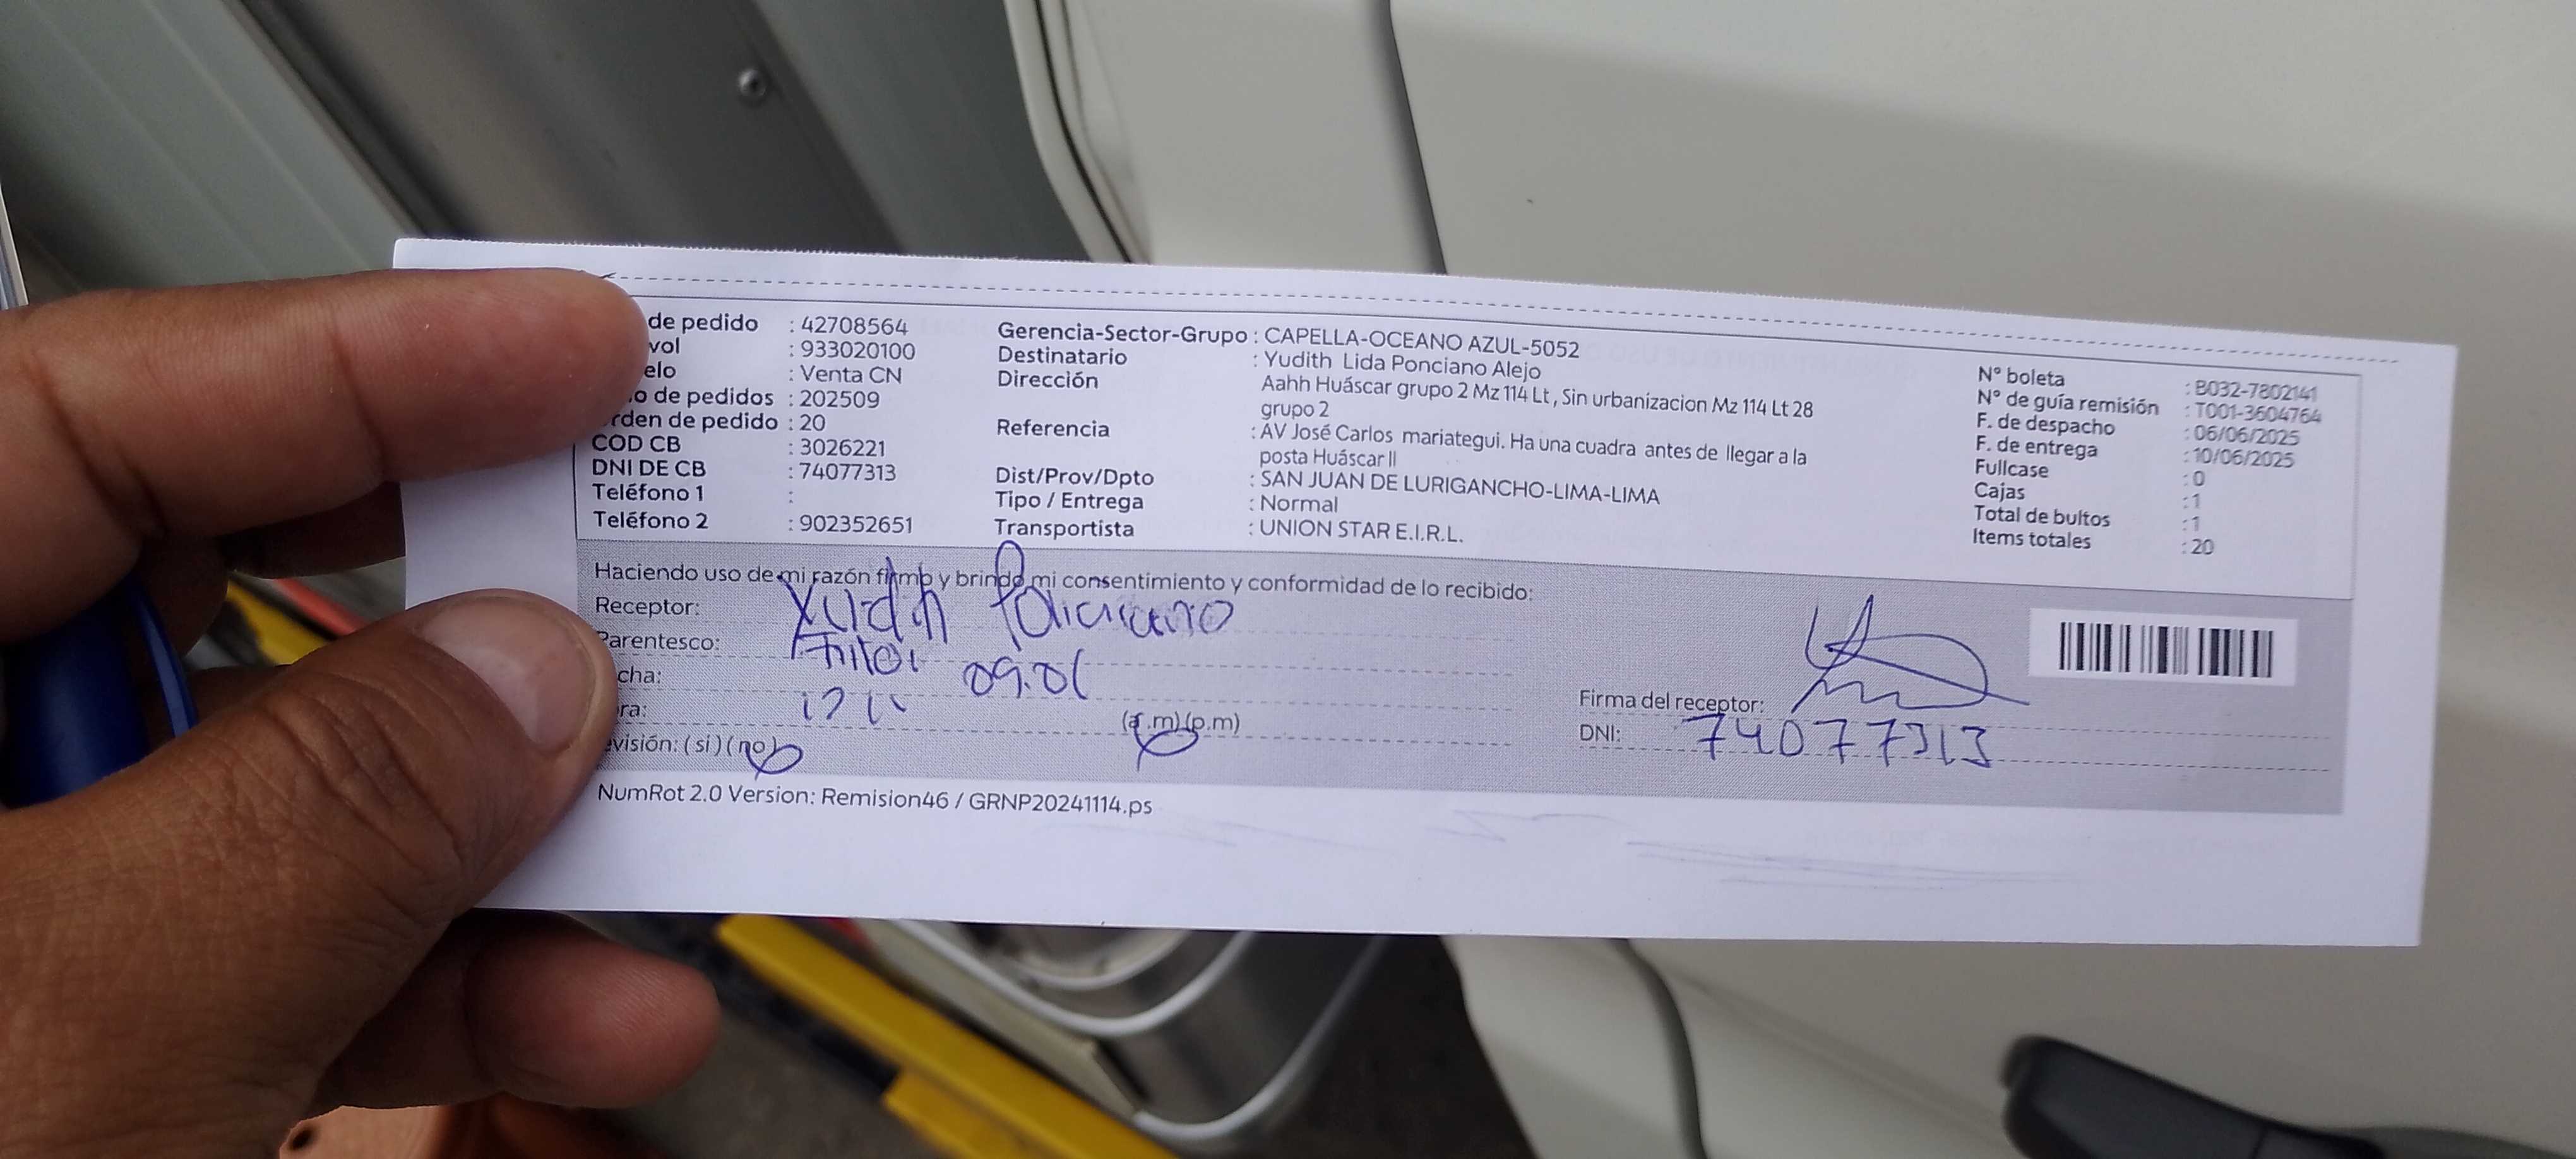 de pedido : 42708564
vol : 933020100
elo : Venta CN
o de pedidos : 202509
rden de pedido : 20
COD CB : 3026221
DNI DE CB : 74077313
Teléfono 1 :
Teléfono 2 : 902352651
Gerencia-Sector-Grupo : CAPELLA-OCEANO AZUL-5052
Destinatario : Yudith Lida Ponciano Alejo
Dirección Aahh Huáscar grupo 2 Mz 114 Lt , Sin urbanizacion Mz 114 Lt 28
grupo 2
Referencia : AV José Carlos mariategui. Ha una cuadra antes de llegar a la
posta Huáscar II
Dist/Prov/Dpto : SAN JUAN DE LURIGANCHO-LIMA-LIMA
Tipo / Entrega : Normal
Transportista : UNION STAR E.I.R.L.
N° boleta : B032-7802141
N° de guía remisión : T001-3604764
F. de despacho : 06/06/2025
F. de entrega : 10/06/2025
Fullcase : 0
Cajas : 1
Total de bultos : 1
Items totales : 20
Haciendo uso de mi razón firmo y brindo mi consentimiento y conformidad de lo recibido:
Receptor:
Parentesco:
cha: 09.06
ra: (a.m)(p.m)
evisión: (si)(no)
Firma del receptor:
DNI: 74077313
NumRot 2.0 Version: Remision46 / GRNP20241114.ps